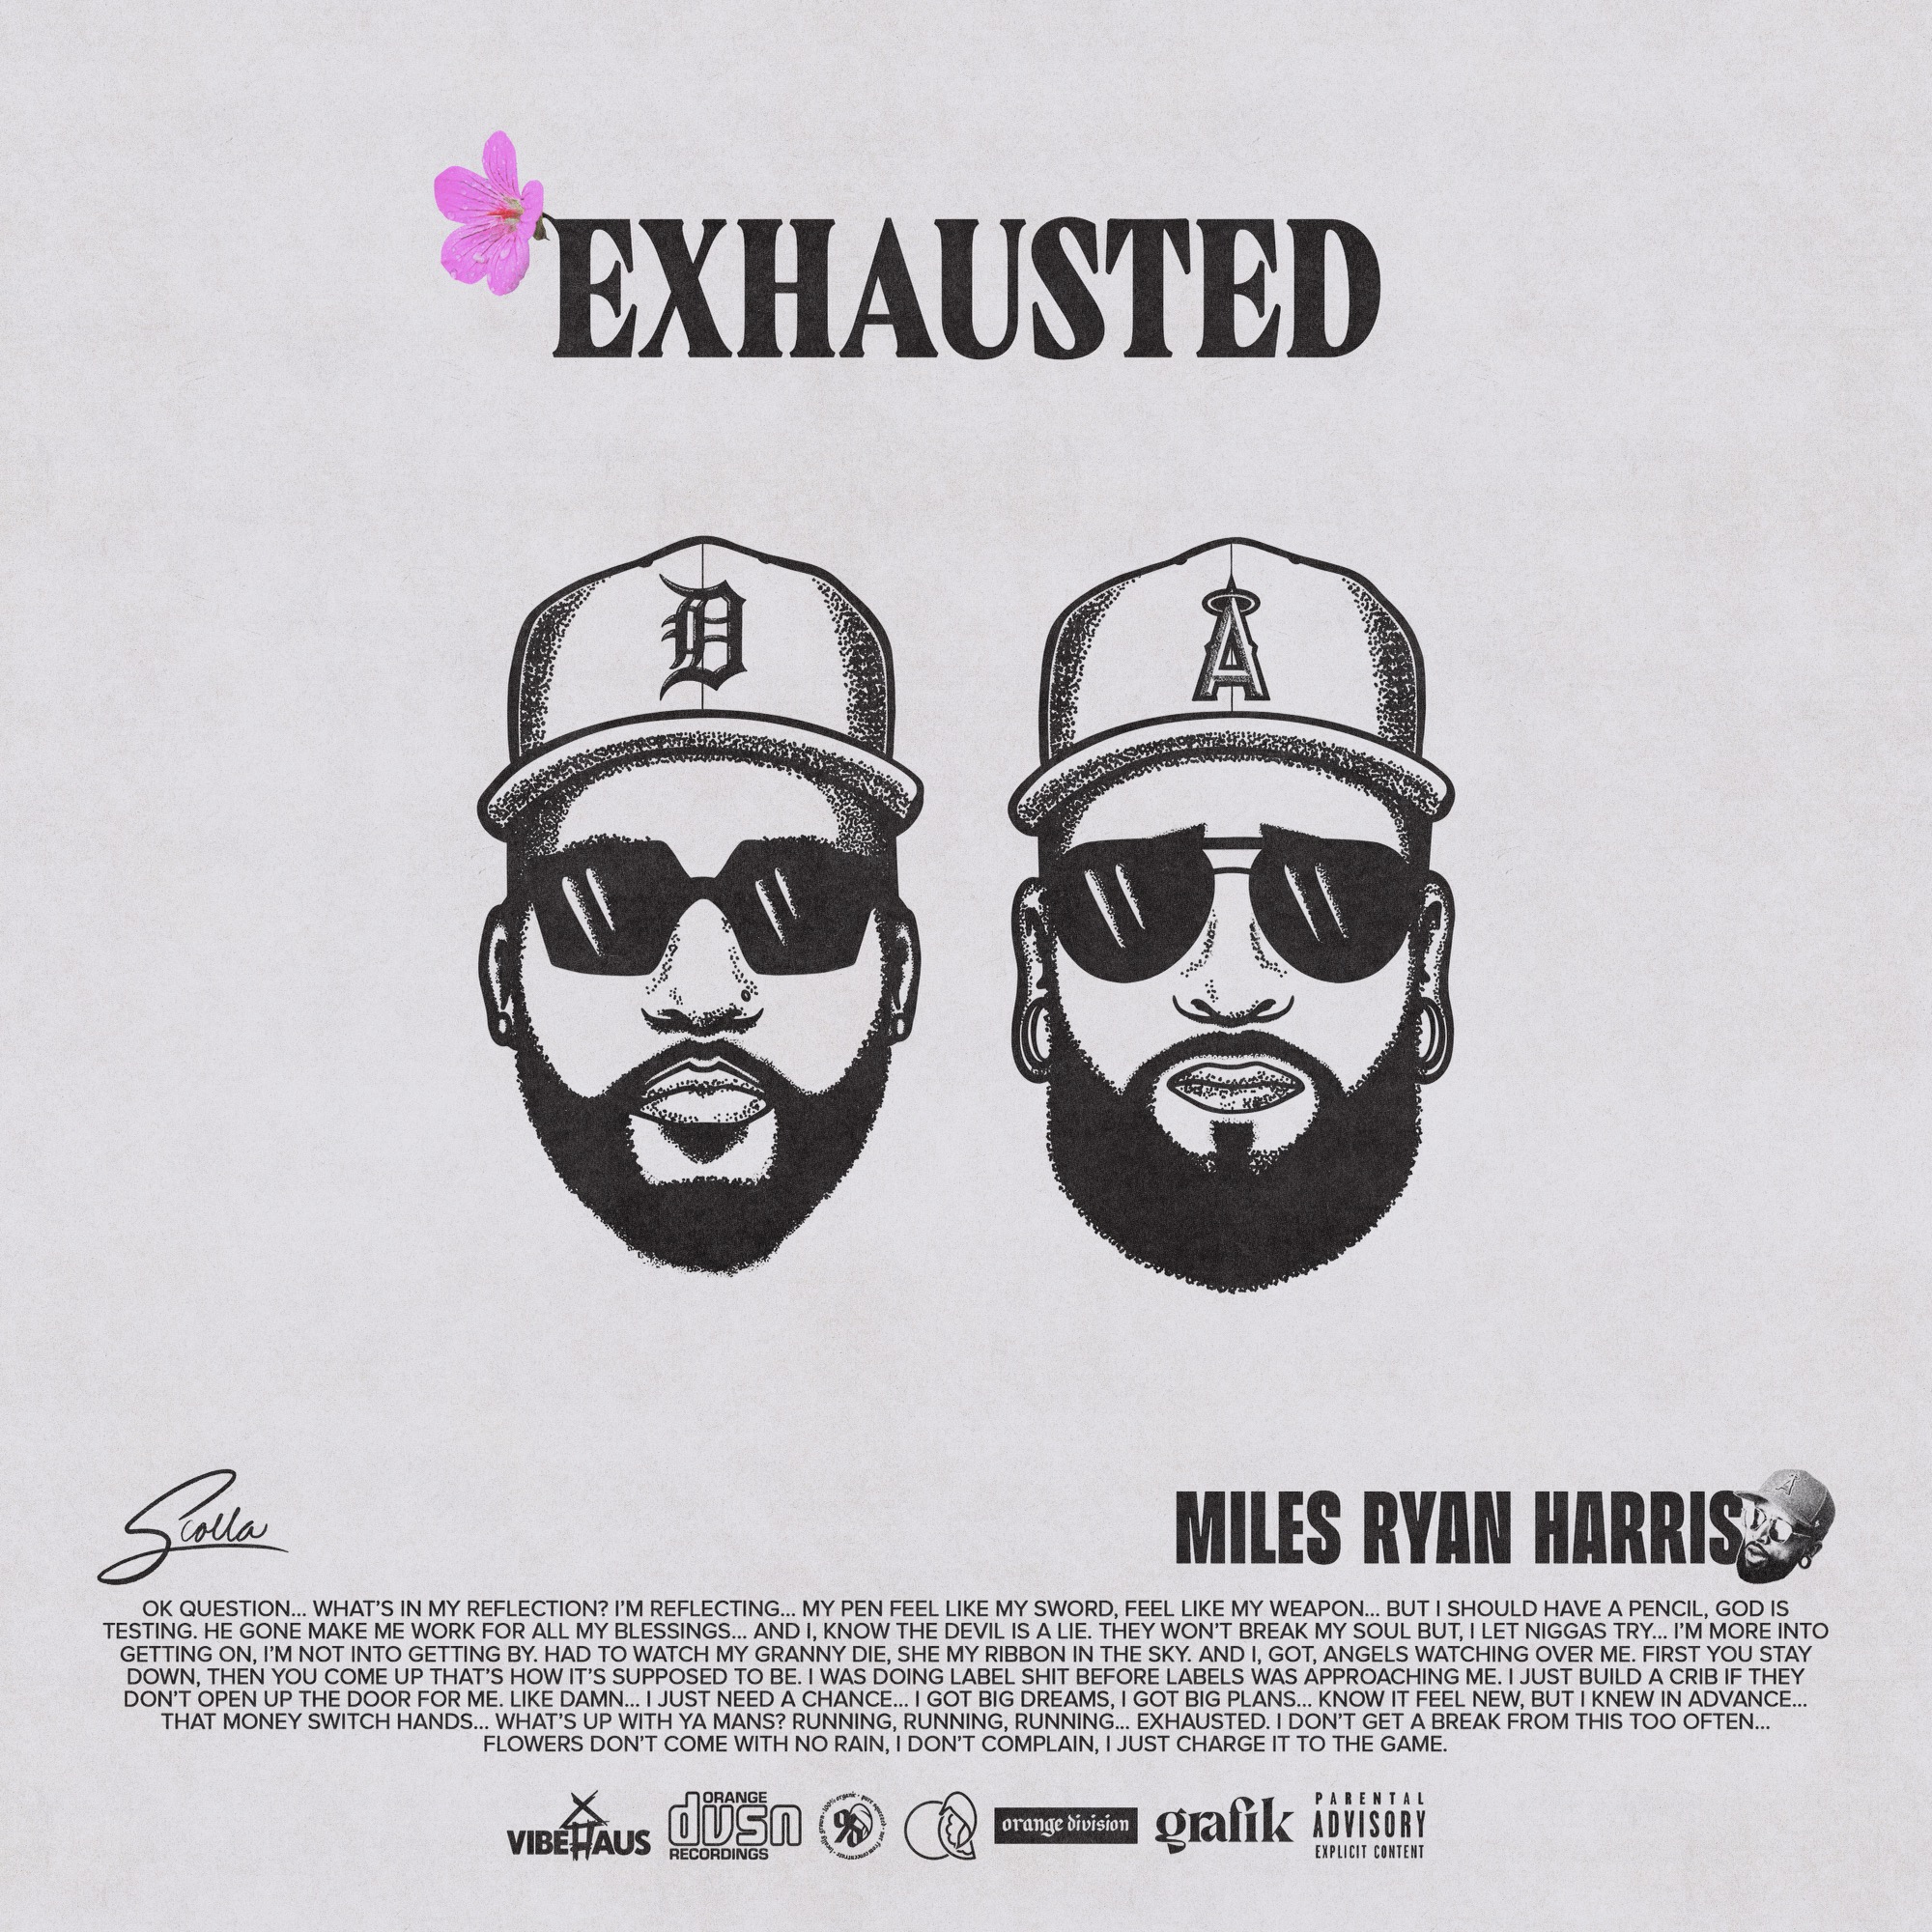 EXHAUSTED
D
A
Scolla
MILES RYAN HARRIS
OK QUESTION... WHAT'S IN MY REFLECTION? I'M REFLECTING... MY PEN FEEL LIKE MY SWORD, FEEL LIKE MY WEAPON... BUT I SHOULD HAVE A PENCIL, GOD IS
TESTING. HE GONE MAKE ME WORK FOR ALL MY BLESSINGS... AND I, KNOW THE DEVIL IS A LIE. THEY WON'T BREAK MY SOUL BUT, I LET NIGGAS TRY... I'M MORE INTO
GETTING ON, I'M NOT INTO GETTING BY. HAD TO WATCH MY GRANNY DIE, SHE MY RIBBON IN THE SKY. AND I, GOT, ANGELS WATCHING OVER ME. FIRST YOU STAY
DOWN, THEN YOU COME UP THAT'S HOW IT'S SUPPOSED TO BE. I WAS DOING LABEL SHIT BEFORE LABELS WAS APPROACHING ME. I JUST BUILD A CRIB IF THEY
DON'T OPEN UP THE DOOR FOR ME. LIKE DAMN... I JUST NEED A CHANCE... I GOT BIG DREAMS, I GOT BIG PLANS... KNOW IT FEEL NEW, BUT I KNEW IN ADVANCE...
THAT MONEY SWITCH HANDS... WHAT'S UP WITH YA MANS? RUNNING, RUNNING, RUNNING... EXHAUSTED. I DON'T GET A BREAK FROM THIS TOO OFTEN...
FLOWERS DON'T COME WITH NO RAIN, I DON'T COMPLAIN, I JUST CHARGE IT TO THE GAME.
VIBEHAUS
ORANGE
dvsn
RECORDINGS
orange division
grafik
PARENTAL
ADVISORY
EXPLICIT CONTENT